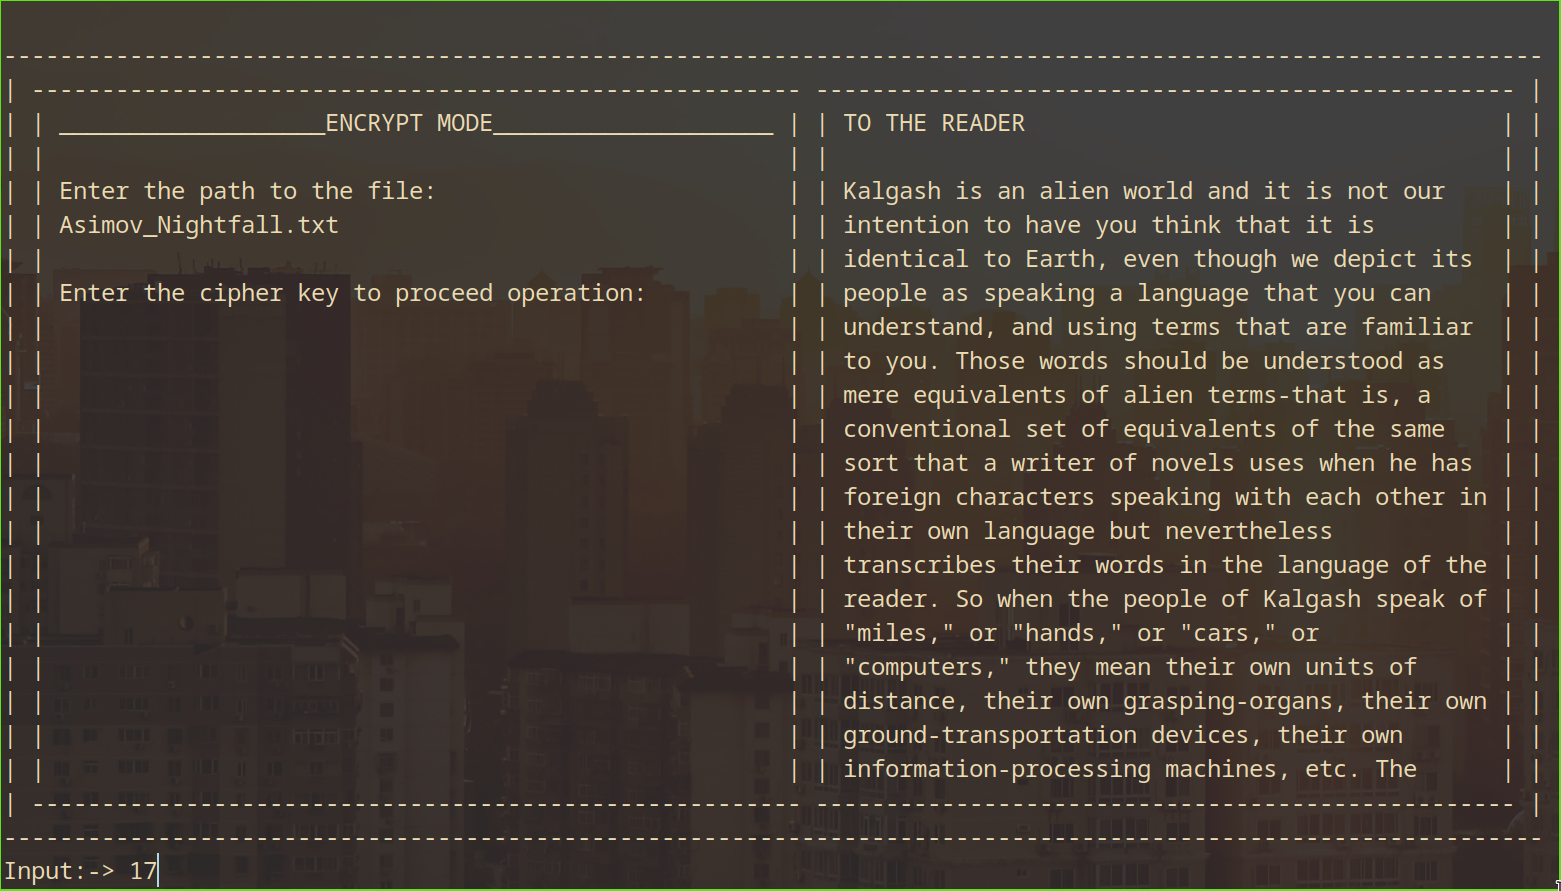 ENCRYPT MODE
Enter the path to the file:
Asimov_Nightfall.txt
Enter the cipher key to proceed operation:
TO THE READER
Kalgash is an alien world and it is not our
intention to have you think that it is
identical to Earth, even though we depict its
people as speaking a language that you can
understand, and using terms that are familiar
to you. Those words should be understood as
mere equivalents of alien terms-that is, a
conventional set of equivalents of the same
sort that a writer of novels uses when he has
foreign characters speaking with each other in
their own language but nevertheless
transcribes their words in the language of the
reader. So when the people of Kalgash speak of
"miles," or "hands," or "cars," or
"computers," they mean their own units of
distance, their own grasping-organs, their own
ground-transportation devices, their own
information-processing machines, etc. The
Input:-> 17